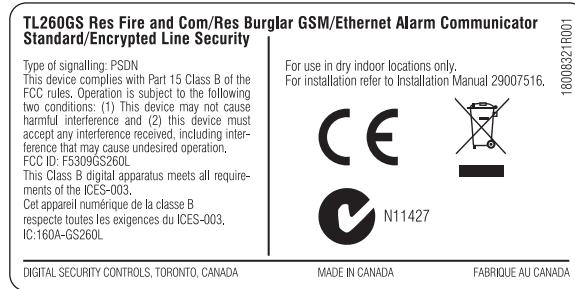 TL260GS Res Fire and Com/Res Burglar GSM/Ethernet Alarm Communicator
Standard/Encrypted Line Security
Type of signalling: PSDN
This device complies with Part 15 Class B of the
FCC rules. Operation is subject to the following
two conditions: (1) This device may not cause
harmful interference and (2) this device must
accept any interference received, including inter-
ference that may cause undesired operation.
FCC ID: F5309GS260L
This Class B digital apparatus meets all require-
ments of the ICES-003.
Cet appareil numérique de la classe B
respecte toutes les exigences du ICES-003.
IC:160A-GS260L
For use in dry indoor locations only.
For installation refer to Installation Manual 29007516.
CE
N11427
18008321R001
DIGITAL SECURITY CONTROLS, TORONTO, CANADA
MADE IN CANADA
FABRIQUE AU CANADA